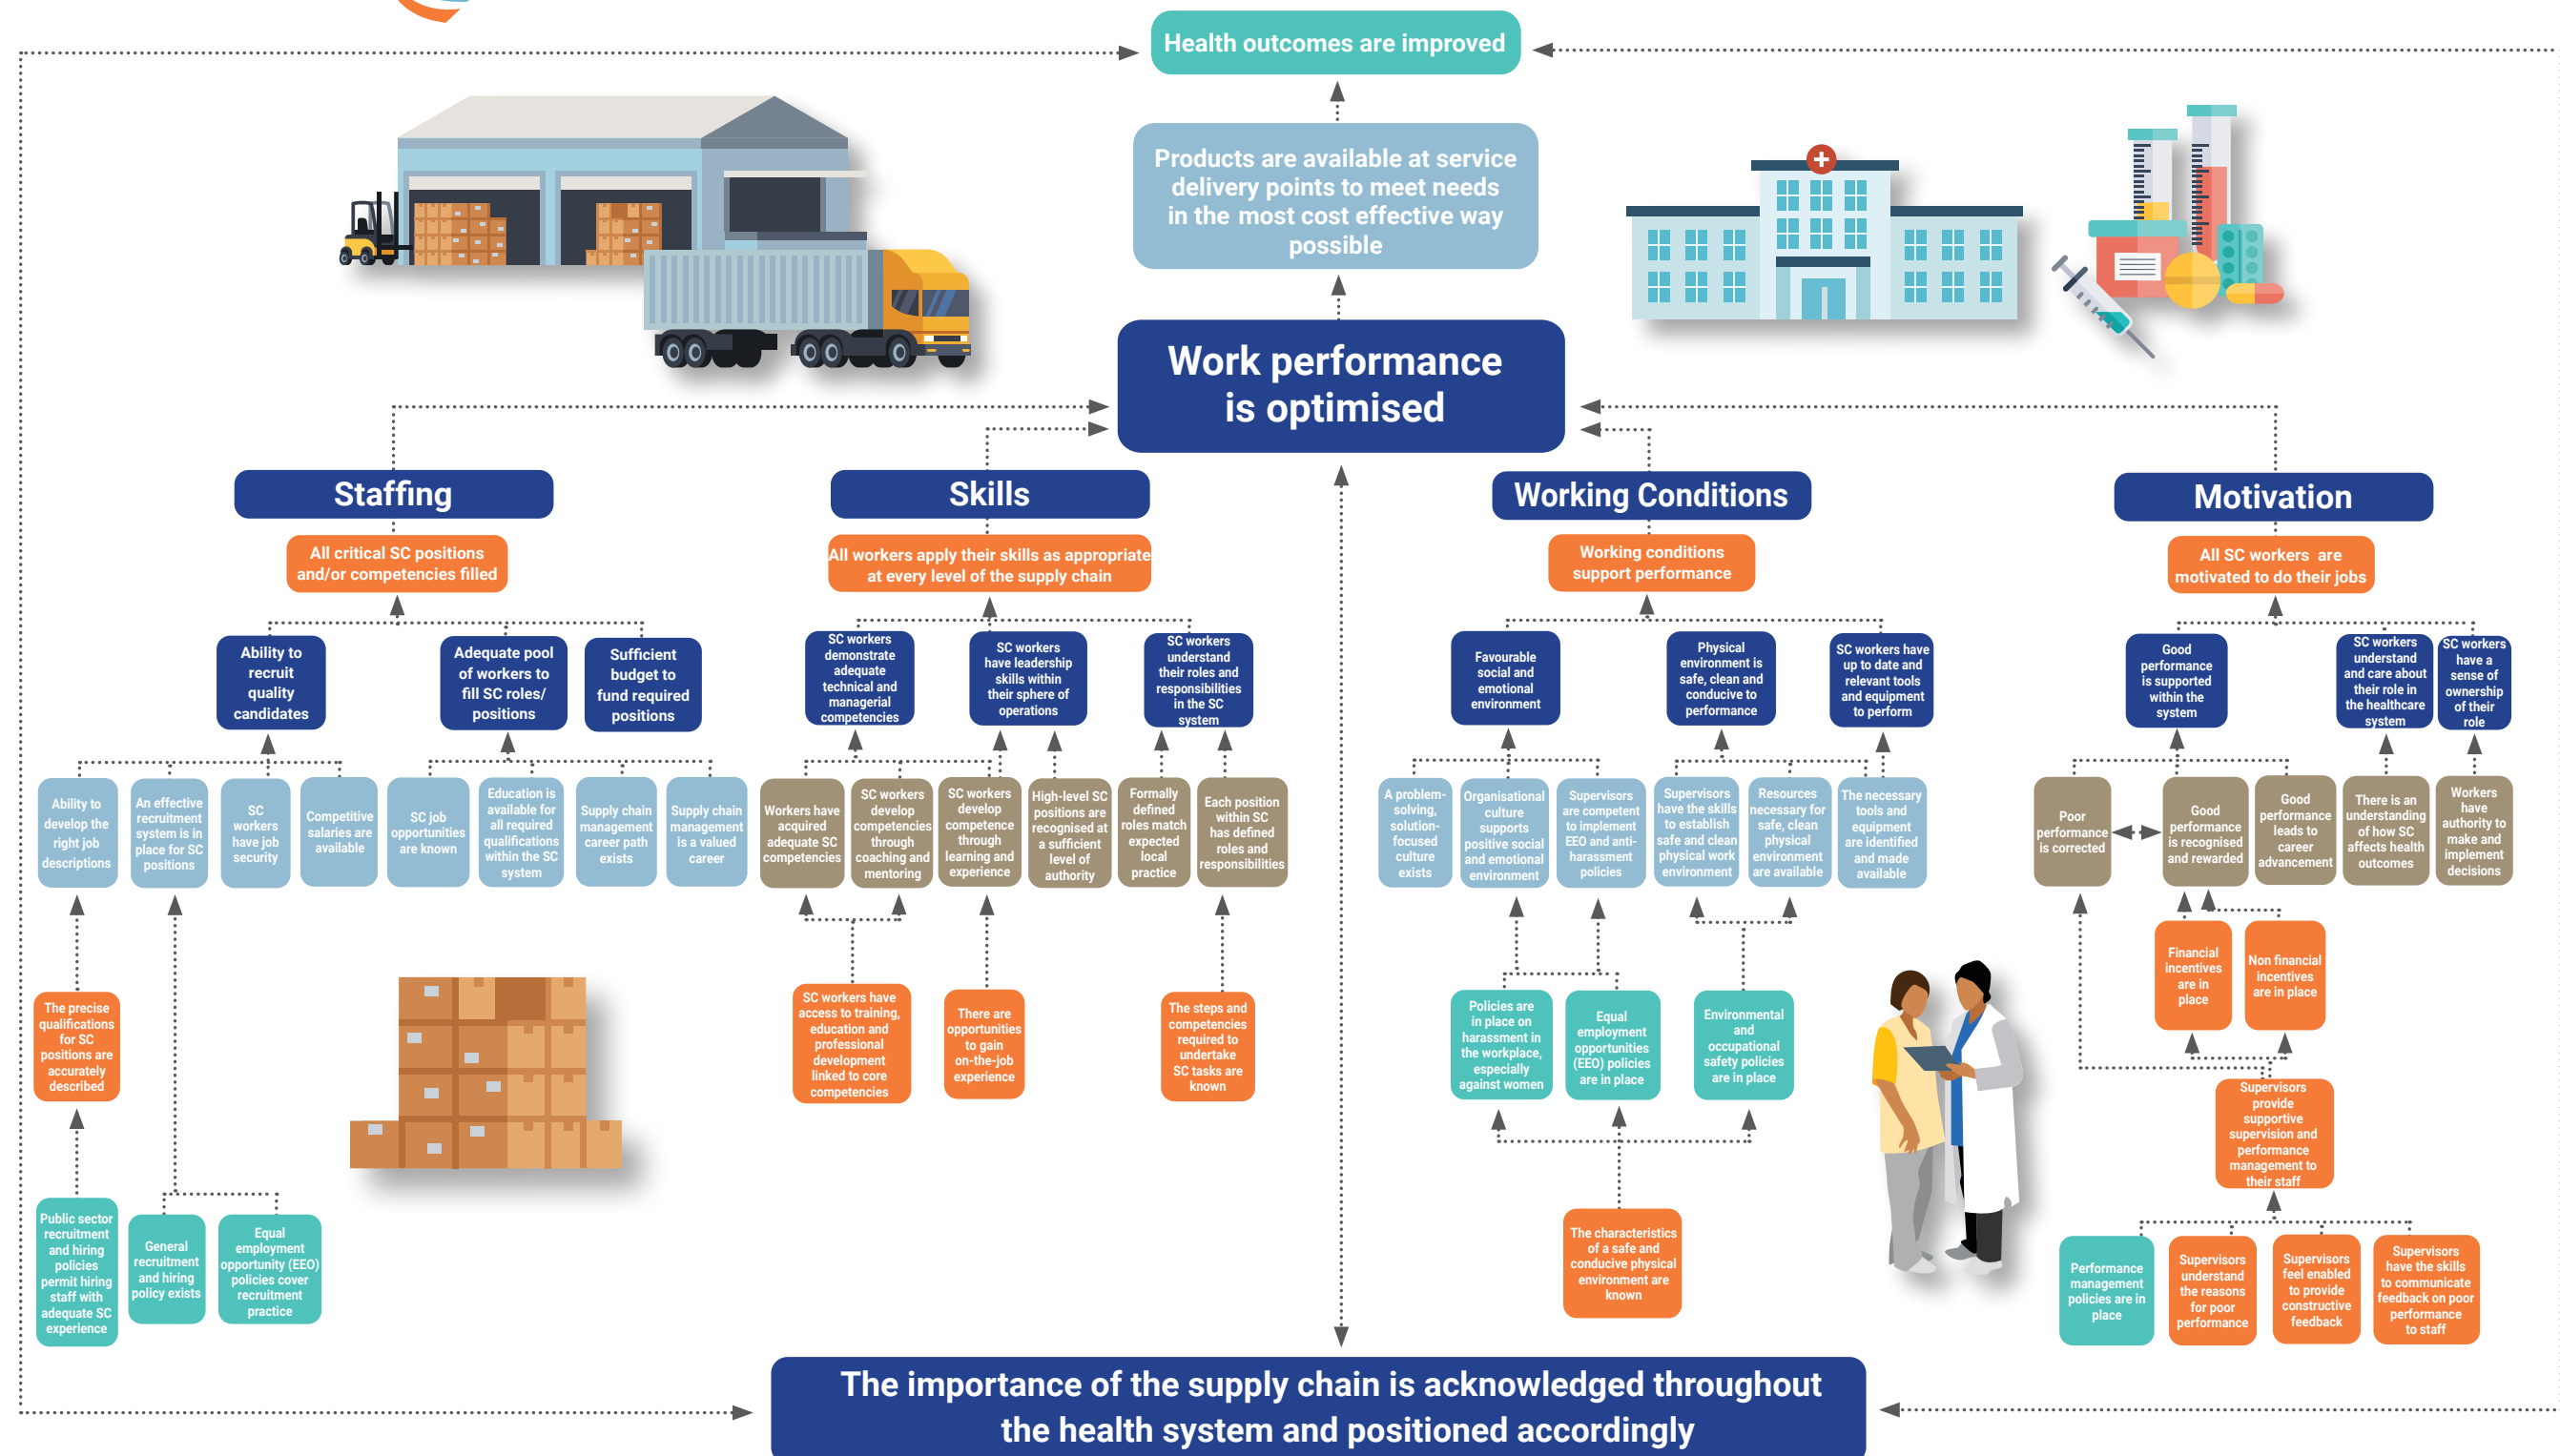 Health outcomes are improved
Products are available at service
delivery points to meet needs
in the most cost effective way
possible
Work performance
is optimised
Staffing
Skills
Working Conditions
Motivation
All critical SC positions
and/or competencies filled
All workers apply their skills as appropriate
at every level of the supply chain
Working conditions
support performance
All SC workers are
motivated to do their jobs
Ability to
recruit
quality
candidates
Adequate pool
of workers to
fill SC roles/
positions
Sufficient
budget to
fund required
positions
SC workers
demonstrate
adequate
technical and
managerial
competencies
SC workers
have leadership
skills within
their sphere of
operations
SC workers
understand
their roles and
responsibilities
in the SC
system
Favourable
social and
emotional
environment
Physical
environment is
safe, clean and
conducive to
performance
SC workers have
up to date and
relevant tools
and equipment
to perform
Good
performance
is supported
within the
system
SC workers
understand
and care about
their role in
the healthcare
system
SC workers
have a
sense of
ownership
of their
role
Ability to
develop the
right job
descriptions
An effective
recruitment
system is in
place for SC
positions
SC
workers
have job
security
Competitive
salaries are
available
SC job
opportunities
are known
Education is
available for
all required
qualifications
within the SC
system
Supply chain
management
career path
exists
Supply chain
management
is a valued
career
Workers have
acquired
adequate SC
competencies
SC workers
develop
competencies
through
coaching and
mentoring
SC workers
develop
competence
through
learning and
experience
High-level SC
positions are
recognised at
a sufficient
level of
authority
Formally
defined
roles match
expected
local
practice
Each position
within SC
has defined
roles and
responsibilities
A problem-
solving,
solution-
focused
culture
exists
Organisational
culture
supports
positive social
and emotional
environment
Supervisors
are competent
to implement
EEO and anti-
harassment
policies
Supervisors
have the skills
to establish
safe and clean
physical work
environment
Resources
necessary for
safe, clean
physical
environment
are available
The necessary
tools and
equipment
are identified
and made
available
Poor
performance
is corrected
Good
performance
is recognised
and rewarded
Good
performance
leads to
career
advancement
There is an
understanding
of how SC
affects health
outcomes
Workers
have
authority to
make and
implement
decisions
Financial
incentives
are in
place
Non financial
incentives
are in place
The precise
qualifications
for SC
positions are
accurately
described
SC workers have
access to training,
education and
professional
development
linked to core
competencies
There are
opportunities
to gain
on-the-job
experience
The steps and
competencies
required to
undertake
SC tasks are
known
Policies are
in place on
harassment in
the workplace,
especially
against women
Equal
employment
opportunities
(EEO) policies
are in place
Environmental
and
occupational
safety policies
are in place
Supervisors
provide
supportive
supervision and
performance
management to
their staff
Public sector
recruitment
and hiring
policies
permit hiring
staff with
adequate SC
experience
General
recruitment
and hiring
policy exists
Equal
employment
opportunity (EEO)
policies cover
recruitment
practice
The characteristics
of a safe and
conducive physical
environment are
known
Performance
management
policies are in
place
Supervisors
understand
the reasons
for poor
performance
Supervisors
feel enabled
to provide
constructive
feedback
Supervisors
have the skills
to communicate
feedback on poor
performance
to staff
The importance of the supply chain is acknowledged throughout
the health system and positioned accordingly